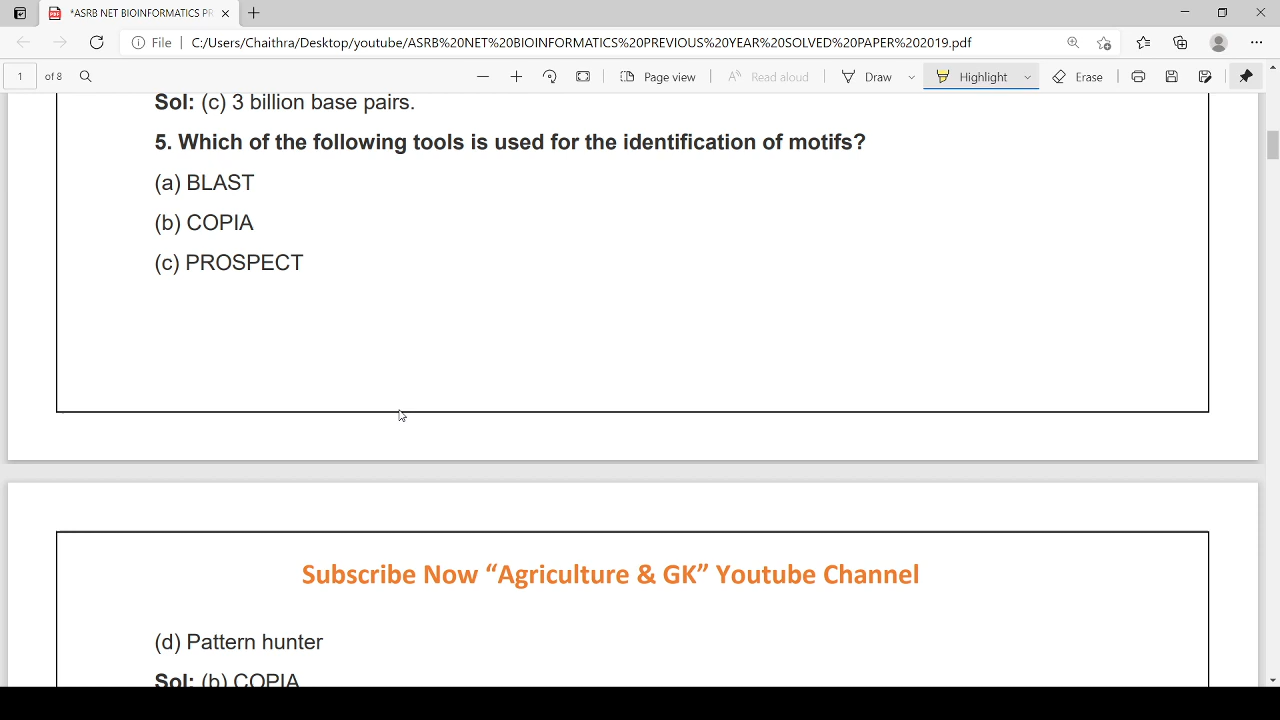 *ASRB NET BIOINFORMATICS PR
File | C:/Users/Chaithra/Desktop/youtube/ASRB%20NET%20BIOINFORMATICS%20PREVIOUS%20YEAR%20SOLVED%20PAPER%202019.pdf
1 of 8 Page view Read aloud Draw Highlight Erase
Sol: (c) 3 billion base pairs.
5. Which of the following tools is used for the identification of motifs?
(a) BLAST
(b) COPIA
(c) PROSPECT
Subscribe Now “Agriculture & GK” Youtube Channel
(d) Pattern hunter
Sol: (b) COPIA